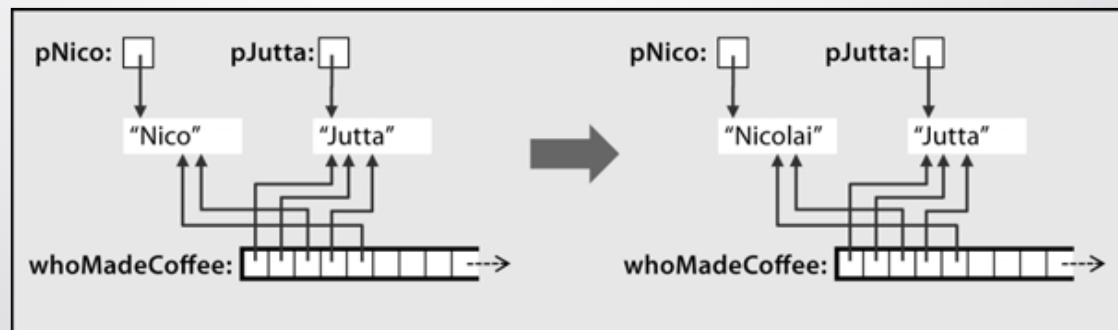 pNico: pJutta: pNico: pJutta:
“Nico” “Jutta” “Nicolai” “Jutta”
whoMadeCoffee: whoMadeCoffee: